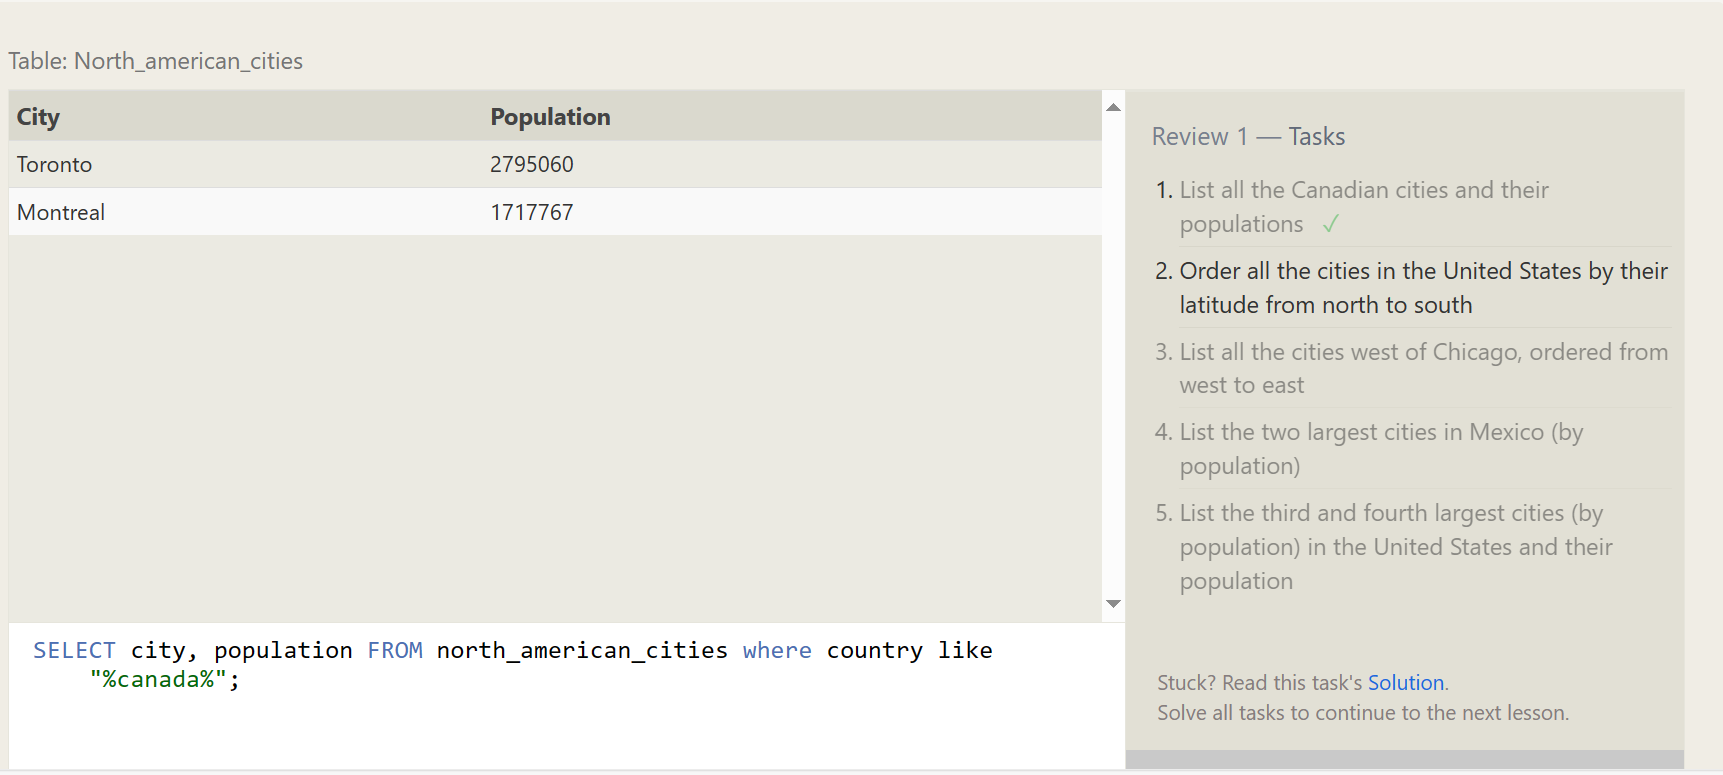 Table: North_american_cities
City Population
Toronto 2795060
Montreal 1717767
SELECT city, population FROM north_american_cities where country like
"%canada%";
Review 1 — Tasks
1. List all the Canadian cities and their
populations ✓
2. Order all the cities in the United States by their
latitude from north to south
3. List all the cities west of Chicago, ordered from
west to east
4. List the two largest cities in Mexico (by
population)
5. List the third and fourth largest cities (by
population) in the United States and their
population
Stuck? Read this task's Solution.
Solve all tasks to continue to the next lesson.